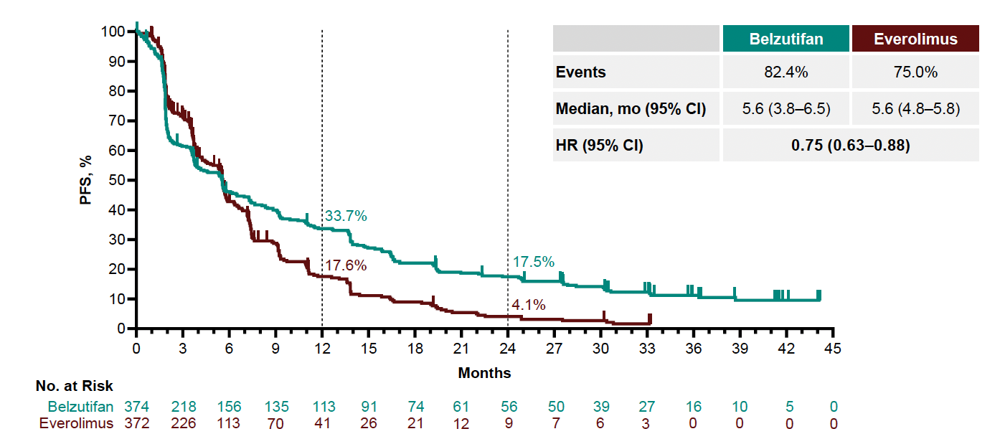 Belzutifan Everolimus
Events 82.4% 75.0%
Median, mo (95% CI) 5.6 (3.8–6.5) 5.6 (4.8–5.8)
HR (95% CI) 0.75 (0.63–0.88)
PFS, %
100
90
80
70
60
50
40
30
20
10
0
33.7%
17.6%
17.5%
4.1%
0 3 6 9 12 15 18 21 24 27 30 33 36 39 42 45
Months
No. at Risk
Belzutifan 374 218 156 135 113 91 74 61 56 50 39 27 16 10 5 0
Everolimus 372 226 113 70 41 26 21 12 9 7 6 3 0 0 0 0